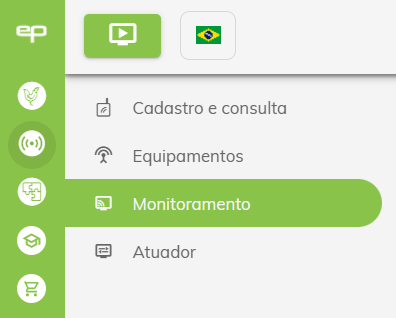 ep
Cadastro e consulta
Equipamentos
Monitoramento
Atuador